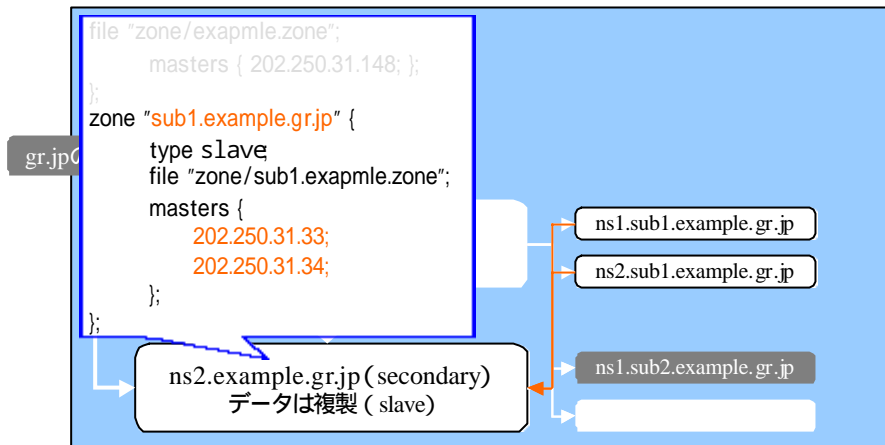 file "zone/exapmle.zone";
masters { 202.250.31.148; };
};
zone "sub1.example.gr.jp" {
type slave;
file "zone/sub1.exapmle.zone";
masters {
202.250.31.33;
202.250.31.34;
};
};
gr.jpの
ns1.sub1.example.gr.jp
ns2.sub1.example.gr.jp
ns1.sub2.example.gr.jp
ns2.example.gr.jp(secondary)
データは複製(slave)